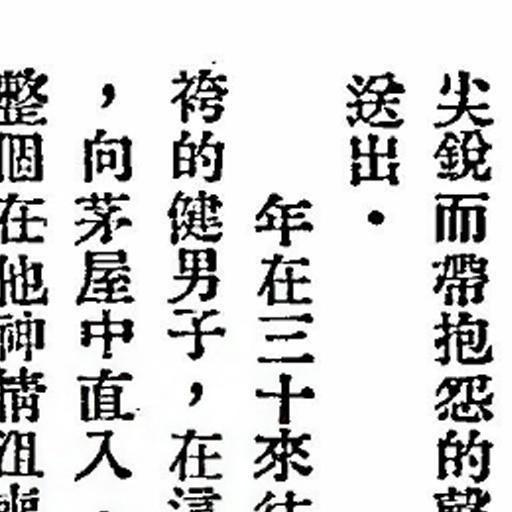 尖銳而帶抱怨的聲
送出．
年在三十來往
袴的健男子，在這
，向茅屋中直入．
整個在他神情沮喪